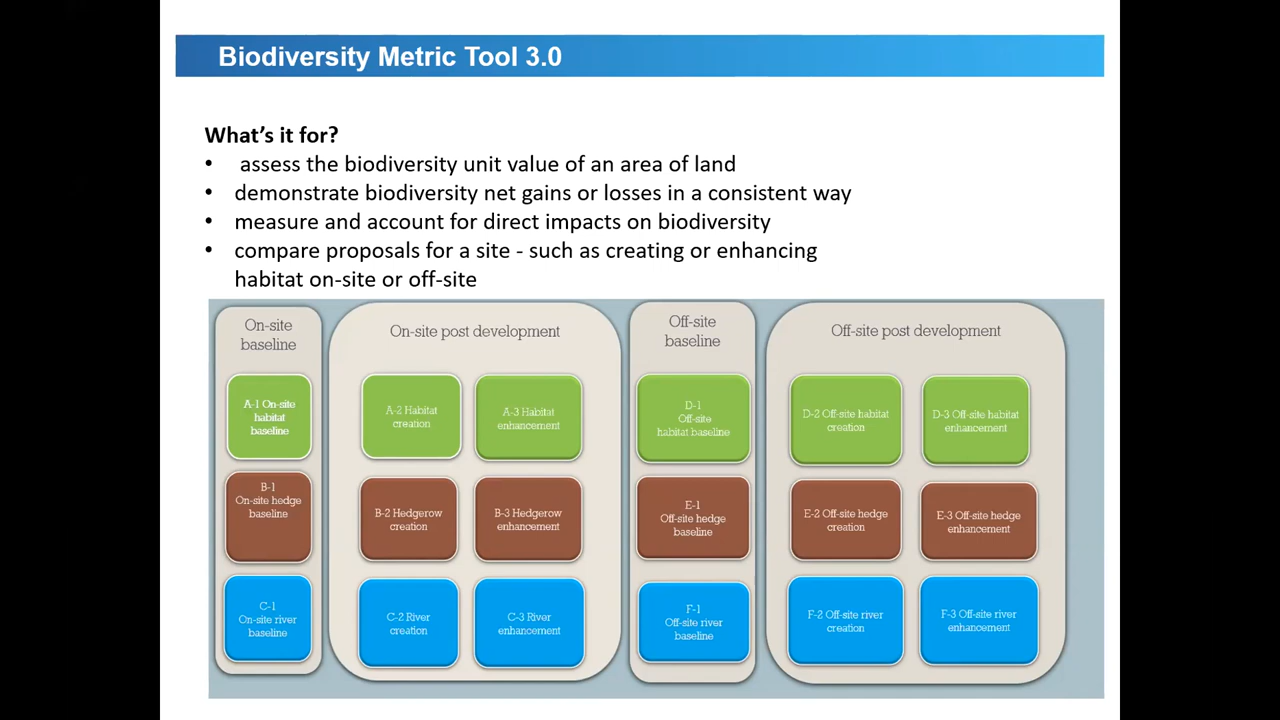 Biodiversity Metric Tool 3.0
What's it for?
• assess the biodiversity unit value of an area of land
• demonstrate biodiversity net gains or losses in a consistent way
• measure and account for direct impacts on biodiversity
• compare proposals for a site - such as creating or enhancing
habitat on-site or off-site
On-site
baseline
A-1 On-site
habitat
baseline
B-1
On-site hedge
baseline
C-1
On-site river
baseline
On-site post development
A-2 Habitat
creation
A-3 Habitat
enhancement
B-2 Hedgerow
creation
B-3 Hedgerow
enhancement
C-2 River
creation
C-3 River
enhancement
Off-site
baseline
D-1
Off-site
habitat baseline
E-1
Off-site hedge
baseline
F-1
Off-site river
baseline
Off-site post development
D-2 Off-site habitat
creation
D-3 Off-site habitat
enhancement
E-2 Off-site hedge
creation
E-3 Off-site hedge
enhancement
F-2 Off-site river
creation
F-3 Off-site river
enhancement